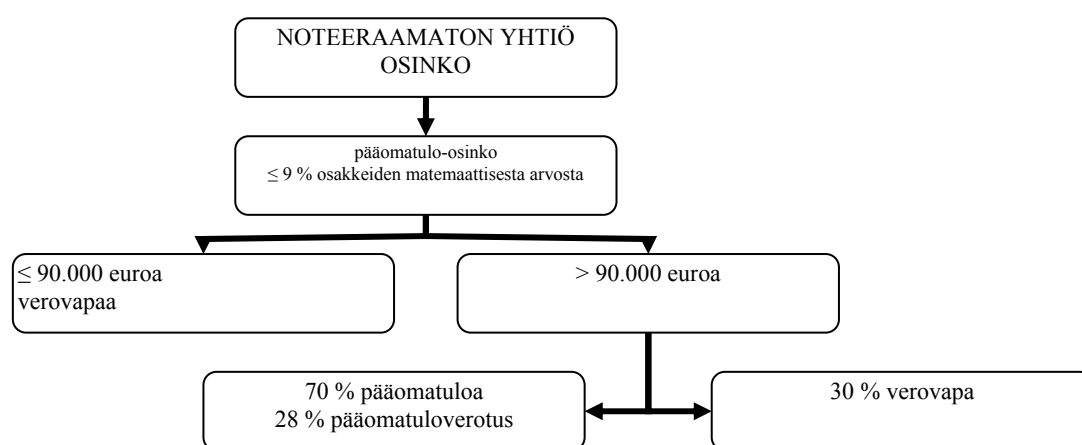 NOTEERAAMATON YHTIÖ
OSINKO
pääomatulo-osinko
≤ 9 % osakkeiden matemaattisesta arvosta
≤ 90.000 euroa
verovapaa
> 90.000 euroa
70 % pääomatuloa
28 % pääomatuloverotus
30 % verovapa